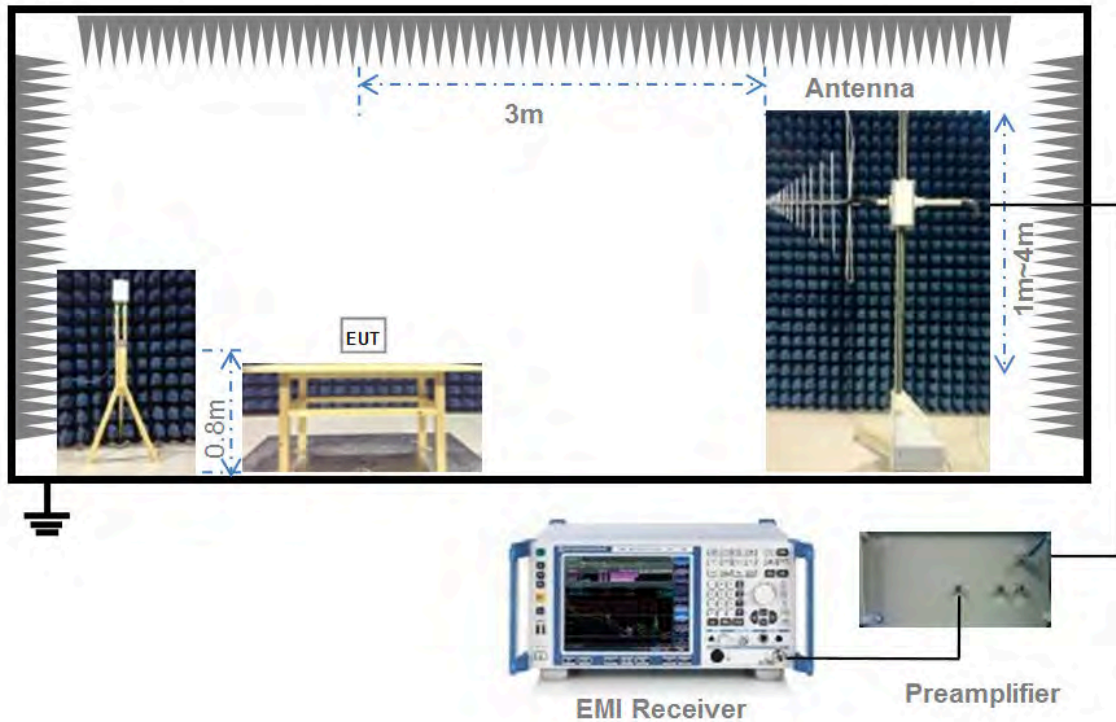 Antenna
3m
1m~4m
EUT
0.8m
EMI Receiver
Preamplifier